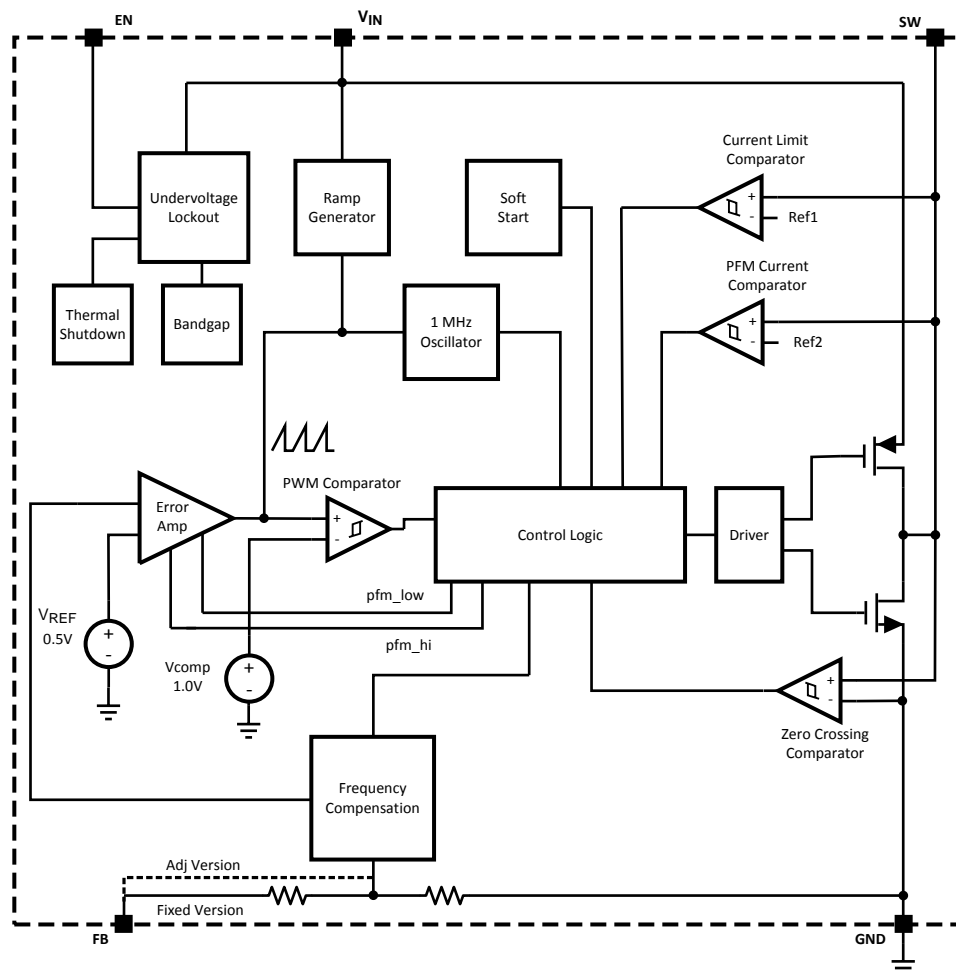 EN
VIN
SW
Current Limit
Comparator
Undervoltage
Lockout
Ramp
Generator
Soft
Start
+
-
Ref1
PFM Current
Comparator
Thermal
Shutdown
Bandgap
1 MHz
Oscillator
+
-
Ref2
PWM Comparator
Error
Amp
+
-
Control Logic
Driver
pfm_low
pfm_hi
VREF
0.5V
+
-
Vcomp
1.0V
+
-
+
-
Zero Crossing
Comparator
Frequency
Compensation
Adj Version
Fixed Version
FB
GND